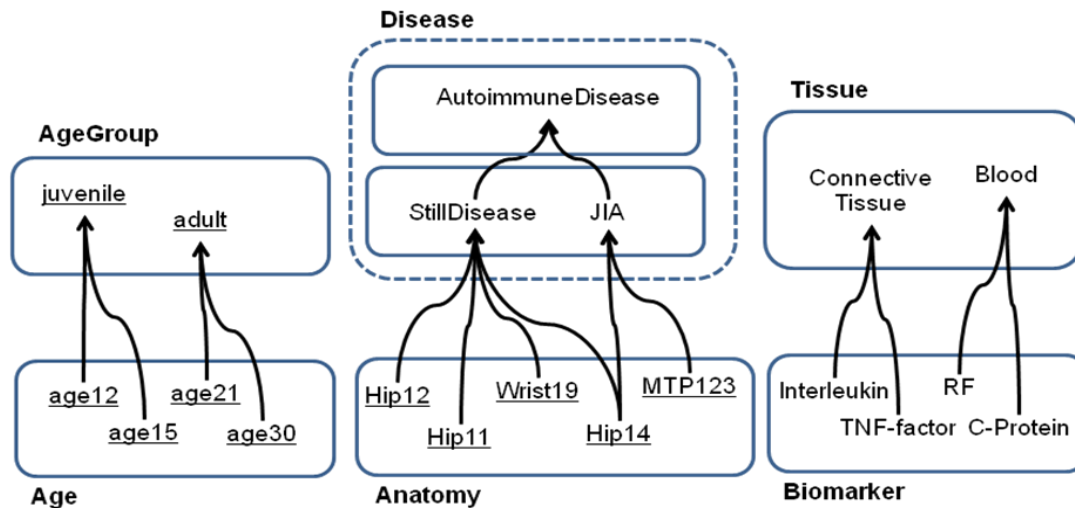 Disease
AutoimmuneDisease
Tissue
AgeGroup
juvenile
adult
StillDisease
JIA
Connective
Tissue
Blood
age12
age21
age15
age30
Age
Hip12
Wrist19
MTP123
Hip11
Hip14
Anatomy
Interleukin
RF
TNF-factor
C-Protein
Biomarker